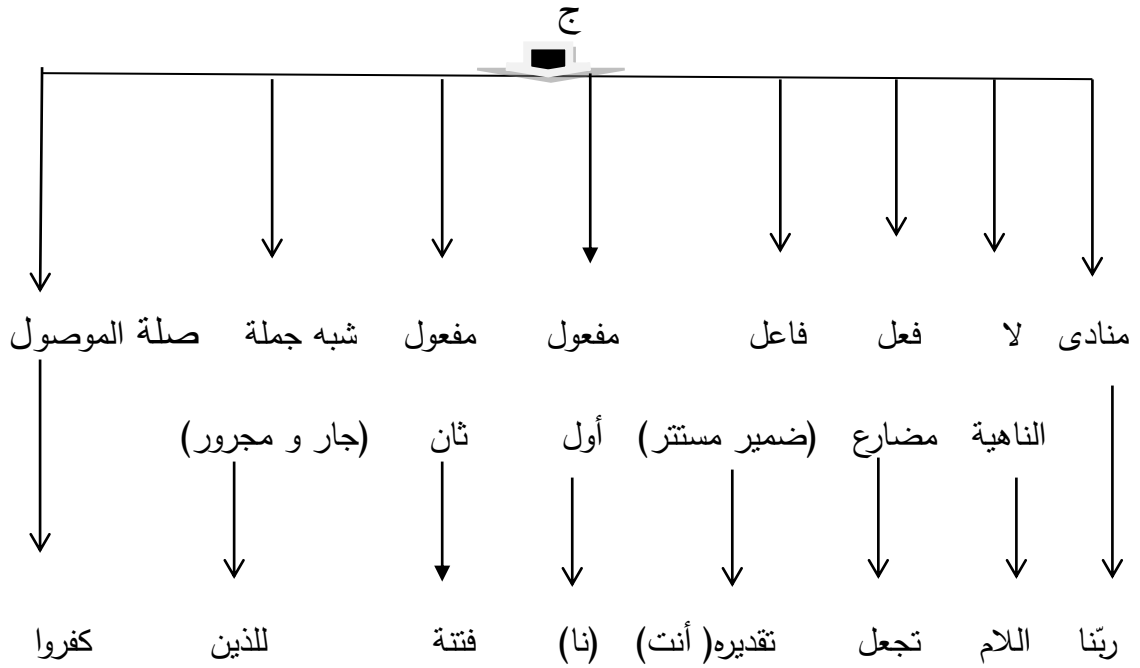 ج
منادى لا فعل فاعل مفعول مفعول شبه جملة صلة الموصول
الناهية مضارع (ضمير مستتر) أول ثان (جار و مجرور)
ربّنا اللام تجعل تقديره( أنت) (نا) فتنة للذين كفروا